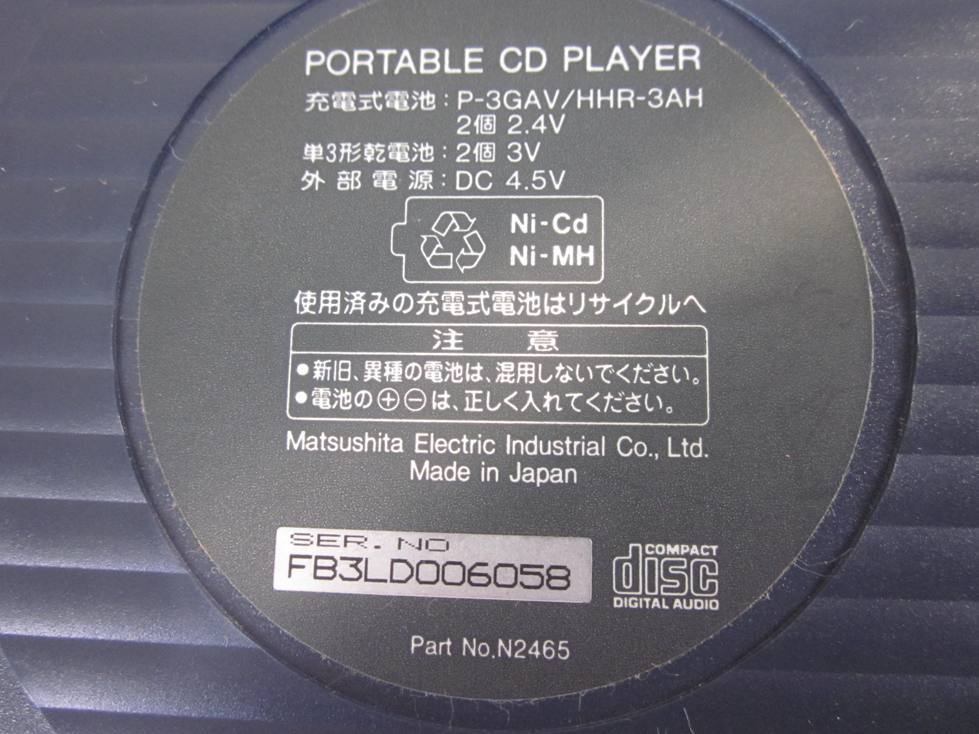 PORTABLE CD PLAYER
充電式電池：P-3GAV/HHR-3AH
2個 2.4V
単3形乾電池：2個 3V
外部電源：DC 4.5V
Ni-Cd
Ni-MH
使用済みの充電式電池はリサイクルへ
注 意
●新旧、異種の電池は、混用しないでください。
●電池の⊕⊖は、正しく入れてください。
Matsushita Electric Industrial Co., Ltd.
Made in Japan
SER. NO
FB3LD006058
COMPACT
disc
DIGITAL AUDIO
Part No.N2465